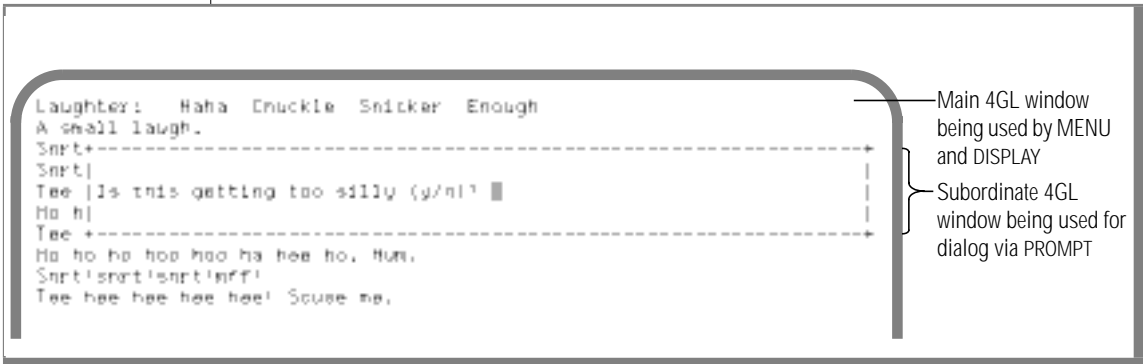 Laughter:   Haha  Chuckle  Snicker  Enough
A small laugh.
Snrt+----------------------------------------------------------------+
Snrt|                                                                |
Tee |Is this getting too silly (y/n)?                                |
Ho h|                                                                |
Tee +----------------------------------------------------------------+
Ho ho ho hoo hoo ha hee ho. Hum.
Snrt!snrt!snrt!mff!
Tee hee hee hee hee! Scuse me.
Main 4GL window
being used by MENU
and DISPLAY
Subordinate 4GL
window being used for
dialog via PROMPT